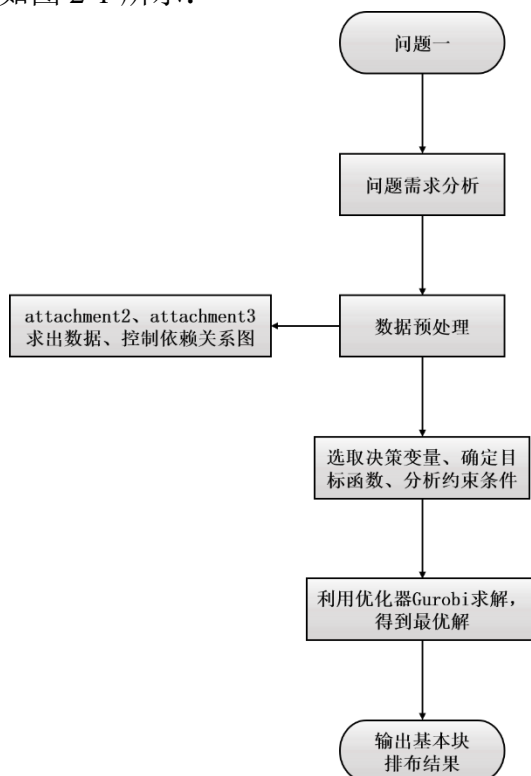 如图 2-1 所示:
问题一
问题需求分析
attachment2、attachment3
求出数据、控制依赖关系图
数据预处理
选取决策变量、确定目
标函数、分析约束条件
利用优化器Gurobi求解，
得到最优解
输出基本块
排布结果